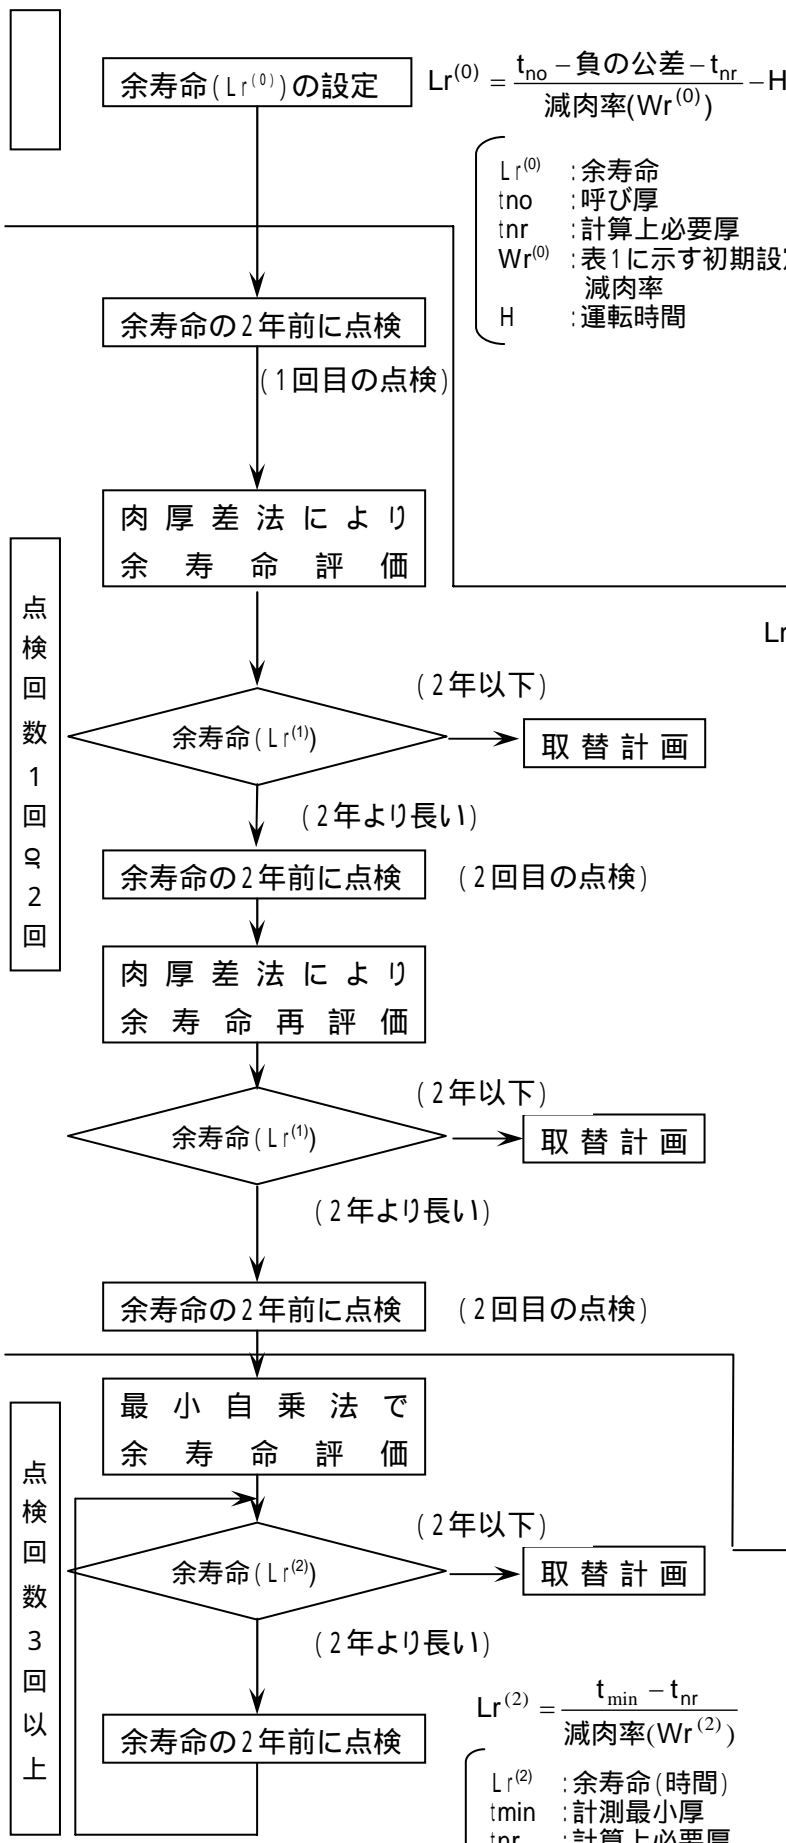 余寿命(Lr(0))の設定
Lr(0) = (tno − 負の公差 − tnr) / 減肉率(Wr(0)) − H
Lr(0) :余寿命
tno :呼び厚
tnr :計算上必要厚
Wr(0) :表1に示す初期設定
減肉率
H :運転時間
余寿命の2年前に点検
(1回目の点検)
肉厚差法により
余寿命評価
点検回数1回or2回
Lr
(2年以下)
余寿命(Lr(1))
取替計画
(2年より長い)
余寿命の2年前に点検
(2回目の点検)
肉厚差法により
余寿命再評価
(2年以下)
余寿命(Lr(1))
取替計画
(2年より長い)
余寿命の2年前に点検
(2回目の点検)
最小自乗法で
余寿命評価
点検回数3回以上
(2年以下)
余寿命(Lr(2))
取替計画
(2年より長い)
Lr(2) = (tmin − tnr) / 減肉率(Wr(2))
余寿命の2年前に点検
Lr(2) :余寿命(時間)
tmin :計測最小厚
tnr :計算上必要厚